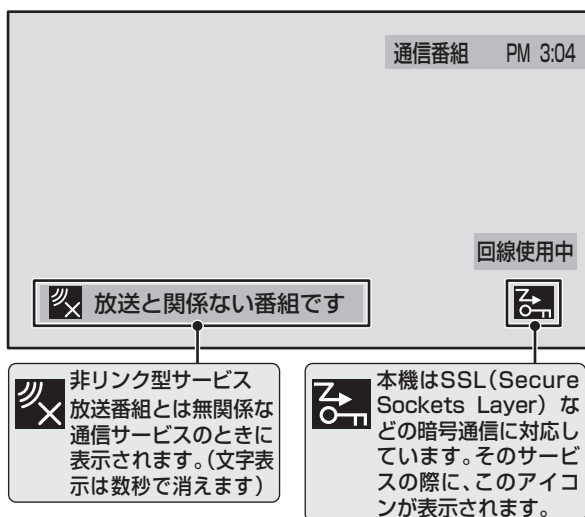 通信番組 PM 3:04
回線使用中
放送と関係ない番組です
非リンク型サービス
放送番組とは無関係な
通信サービスのときに
表示されます。(文字表
示は数秒で消えます)
本機はSSL(Secure
Sockets Layer) な
どの暗号通信に対応し
ています。そのサービ
スの際に、このアイコ
ンが表示されます。